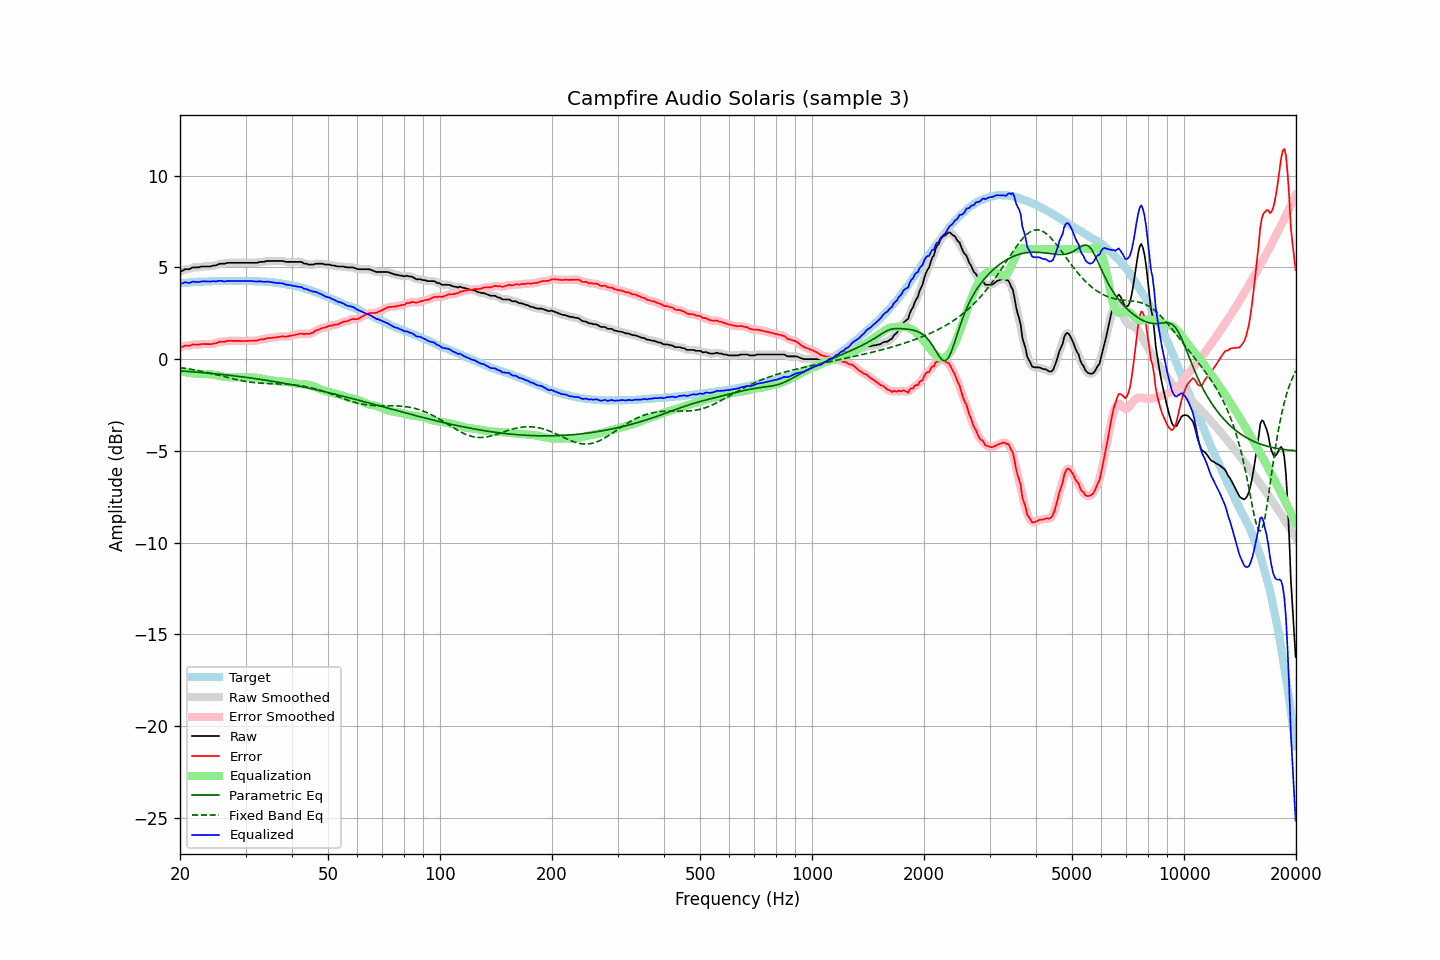 Campfire Audio Solaris (sample 3)
10
5
0
−5
−10
−15
−20
−25
Amplitude (dBr)
Target
Raw Smoothed
Error Smoothed
Raw
Error
Equalization
Parametric Eq
Fixed Band Eq
Equalized
20 50 100 200 500 1000 2000 5000 10000 20000
Frequency (Hz)